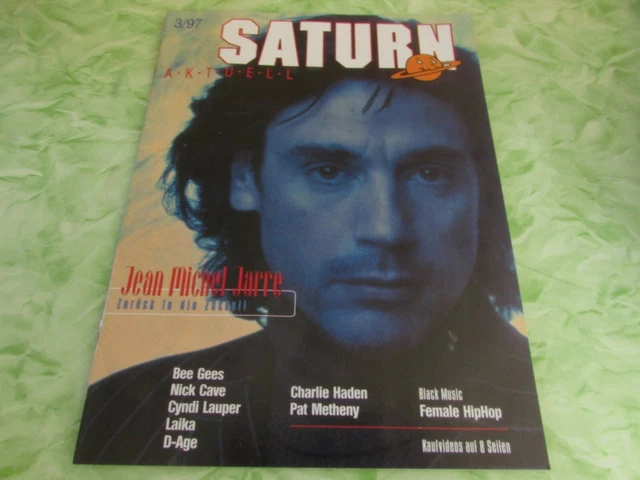 3/97
SATURN
A·K·T·U·E·L·L
Jean Michel Jarre
Zurück in die Zukunft
Bee Gees
Nick Cave
Cyndi Lauper
Laika
D-Age
Charlie Haden
Pat Metheny
Black Music
Female HipHop
Kaufvideos auf 8 Seiten